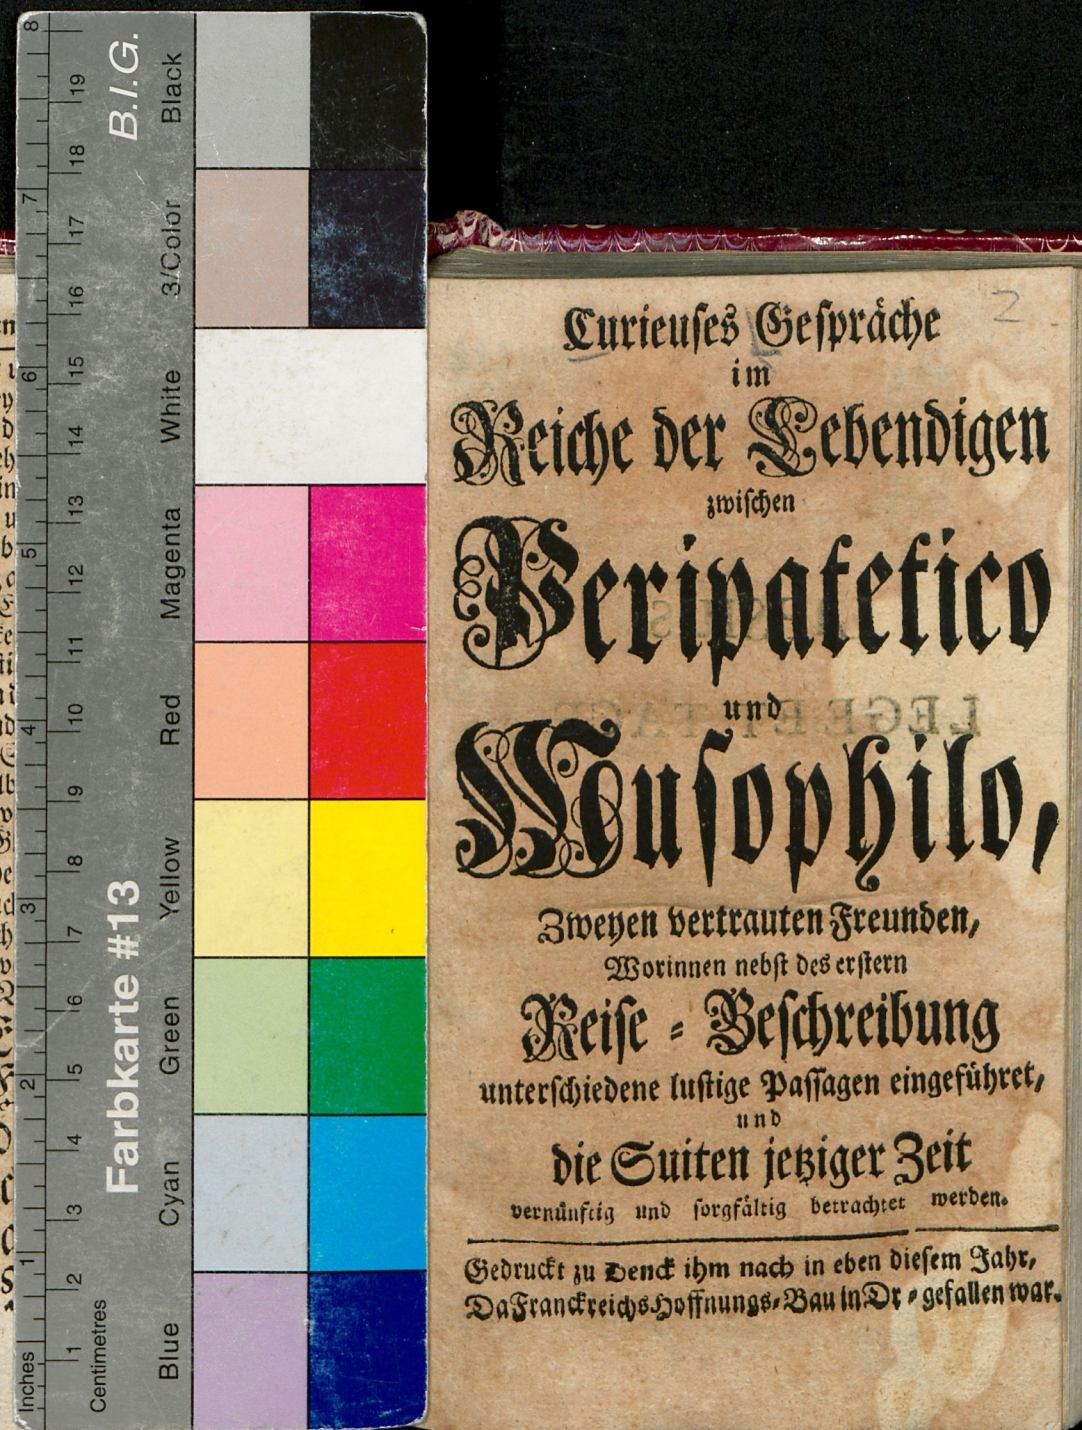 Curieuses Gespräche
im
Reiche der Lebendigen
zwischen
Peripatetico
und
Musophilo,
Zweyen vertrauten Freunden,
Worinnen nebst des erstern
Reise-Beschreibung
unterschiedene lustige Passagen eingeführet,
und
die Suiten jetziger Zeit
vernünftig und sorgfältig betrachtet werden.
Gedruckt zu Denck ihm nach in eben diesem Jahr,
Da Franckreichs Hoffnungs-Bau in Dr-gefallen war.
2
B.I.G.
Farbkarte #13
Black
3/Color
White
Magenta
Red
Yellow
Green
Cyan
Blue
8
7
6
5
4
3
2
1
Inches
19
18
17
16
15
14
13
12
11
10
9
8
7
6
5
4
3
2
1
Centimetres